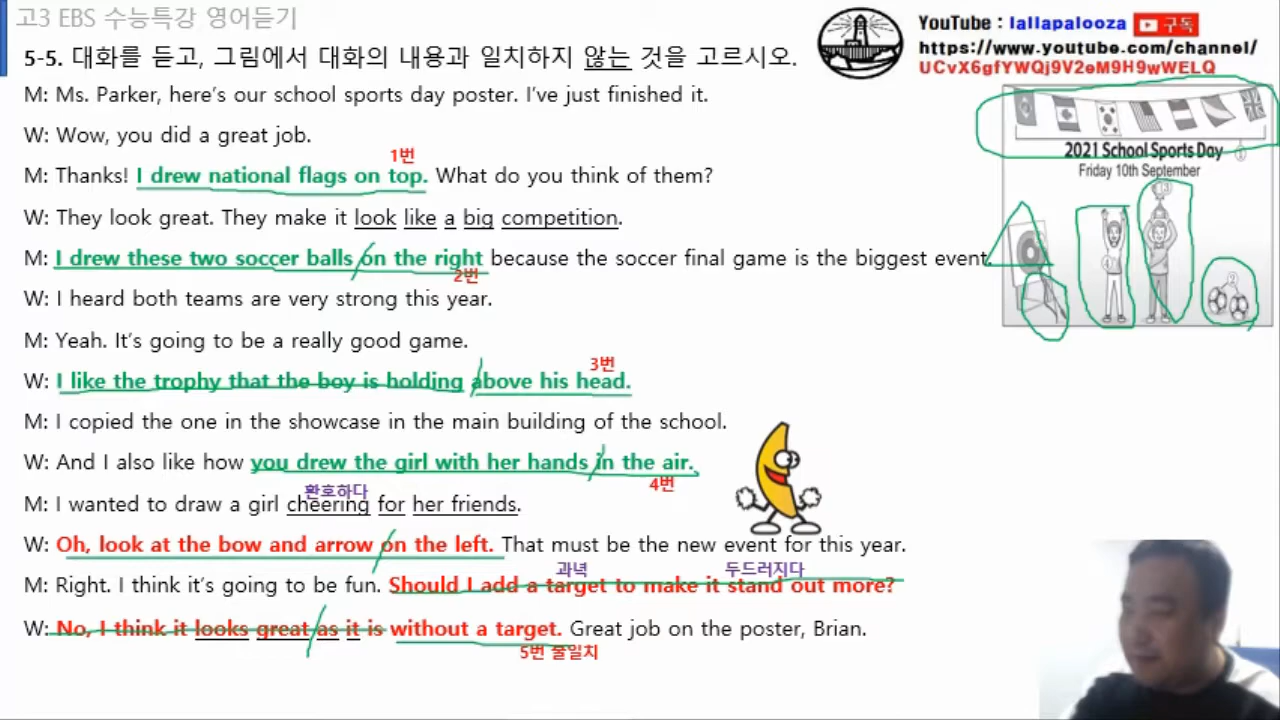 고3 EBS 수능특강 영어듣기
YouTube : lallapalooza 구독
https://www.youtube.com/channel/
UCvX6gfYWQj9V2eM9H9wWELQ
5-5. 대화를 듣고, 그림에서 대화의 내용과 일치하지 않는 것을 고르시오.
M: Ms. Parker, here's our school sports day poster. I've just finished it.
W: Wow, you did a great job.
1번
M: Thanks! I drew national flags on top. What do you think of them?
W: They look great. They make it look like a big competition.
M: I drew these two soccer balls on the right because the soccer final game is the biggest event.
2번
W: I heard both teams are very strong this year.
M: Yeah. It's going to be a really good game.
3번
W: I like the trophy that the boy is holding above his head.
M: I copied the one in the showcase in the main building of the school.
W: And I also like how you drew the girl with her hands in the air.
4번
환호하다
M: I wanted to draw a girl cheering for her friends.
W: Oh, look at the bow and arrow on the left. That must be the new event for this year.
과녁 두드러지다
M: Right. I think it's going to be fun. Should I add a target to make it stand out more?
W: No, I think it looks great as it is without a target. Great job on the poster, Brian.
5번 불일치
2021 School Sports Day ①
Friday 10th September
③
④
②